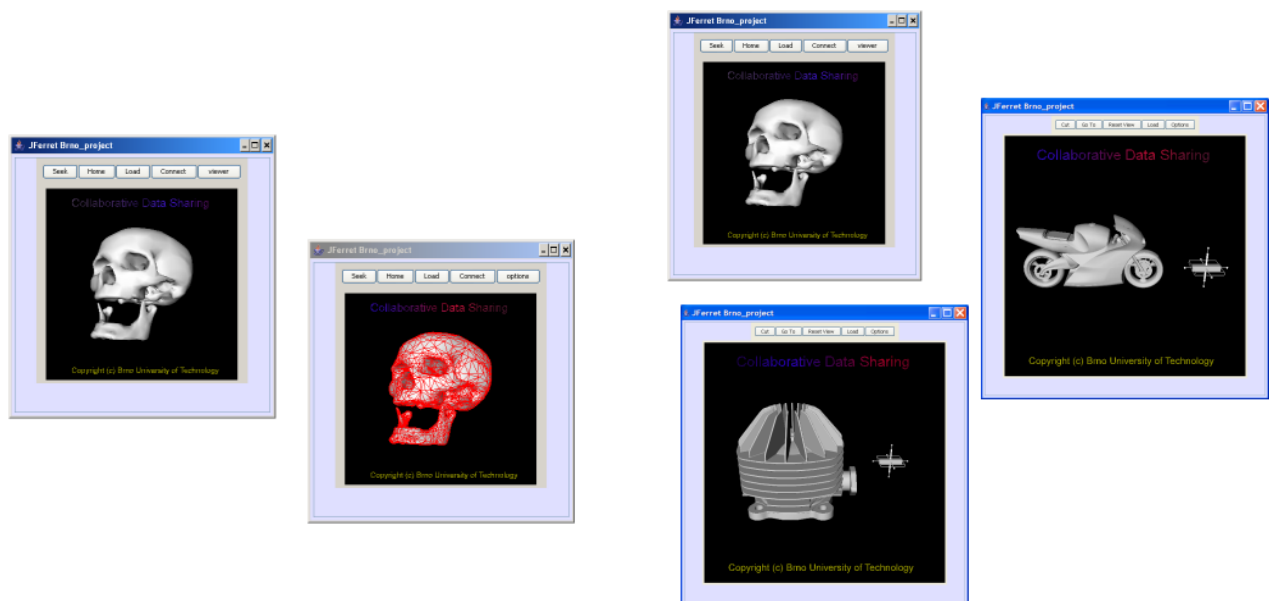 JFerret Brno_project
Seek Home Load Connect viewer
Collaborative Data Sharing
Copyright (c) Brno University of Technology
JFerret Brno_project
Seek Home Load Connect options
Collaborative Data Sharing
Copyright (c) Brno University of Technology
JFerret Brno_project
Seek Home Load Connect viewer
Collaborative Data Sharing
Copyright (c) Brno University of Technology
JFerret Brno_project
Cut Go To Reset View Load Options
Collaborative Data Sharing
Copyright (c) Brno University of Technology
JFerret Brno_project
Cut Go To Reset View Load Options
Collaborative Data Sharing
Copyright (c) Brno University of Technology